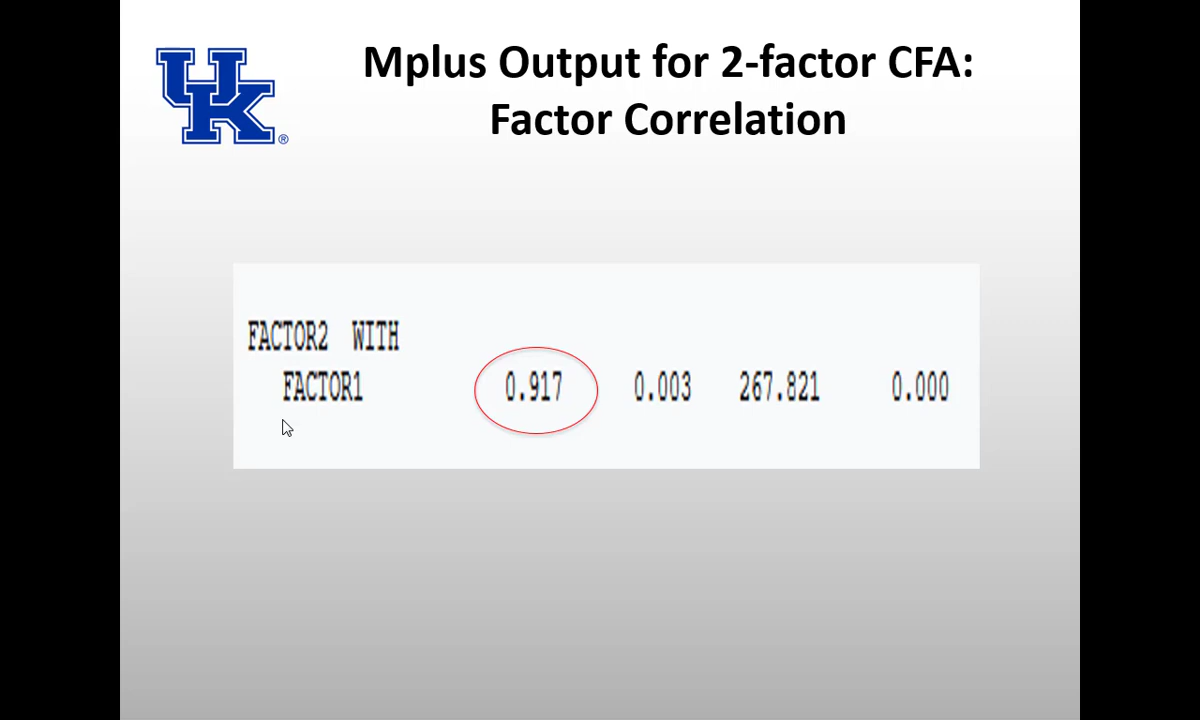 UK®
Mplus Output for 2-factor CFA:
Factor Correlation
FACTOR2 WITH
FACTOR1 0.917 0.003 267.821 0.000